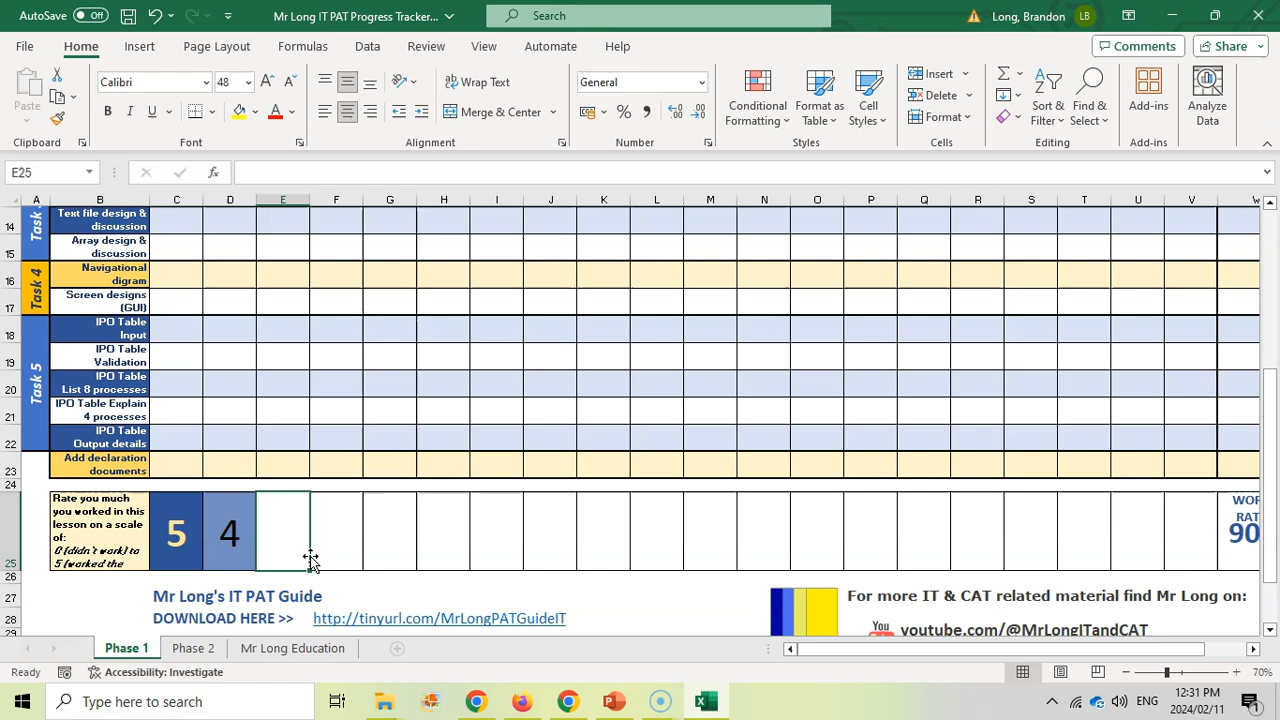 AutoSave Off Mr Long IT PAT Progress Tracker... Search Long, Brandon LB
File Home Insert Page Layout Formulas Data Review View Automate Help Comments Share
Paste Calibri 48 Wrap Text General Conditional Formatting Format as Table Cell Styles Insert Sort & Filter Find & Select Add-ins Analyze Data
B I U A Merge & Center % Delete
Format
Clipboard Font Alignment Number Styles Cells Editing Add-ins
E25 fx
A B C D E F G H I J K L M N O P Q R S T U V W
14 Text file design & discussion
15 Array design & discussion
Task 4
16 Navigational digram
17 Screen designs (GUI)
Task 5
18 IPO Table Input
19 IPO Table Validation
20 IPO Table List 8 processes
21 IPO Table Explain 4 processes
22 IPO Table Output details
23 Add declaration documents
24
Rate you much
you worked in this
lesson on a scale
of:
0 (didn't work) to
5 (worked the
25 5 4 90
26
27 Mr Long's IT PAT Guide For more IT & CAT related material find Mr Long on:
28 DOWNLOAD HERE >> http://tinyurl.com/MrLongPATGuideIT You youtube.com/@MrLongITandCAT
Phase 1 Phase 2 Mr Long Education
Ready Accessibility: Investigate 70%
Type here to search ENG 12:31 PM
2024/02/11